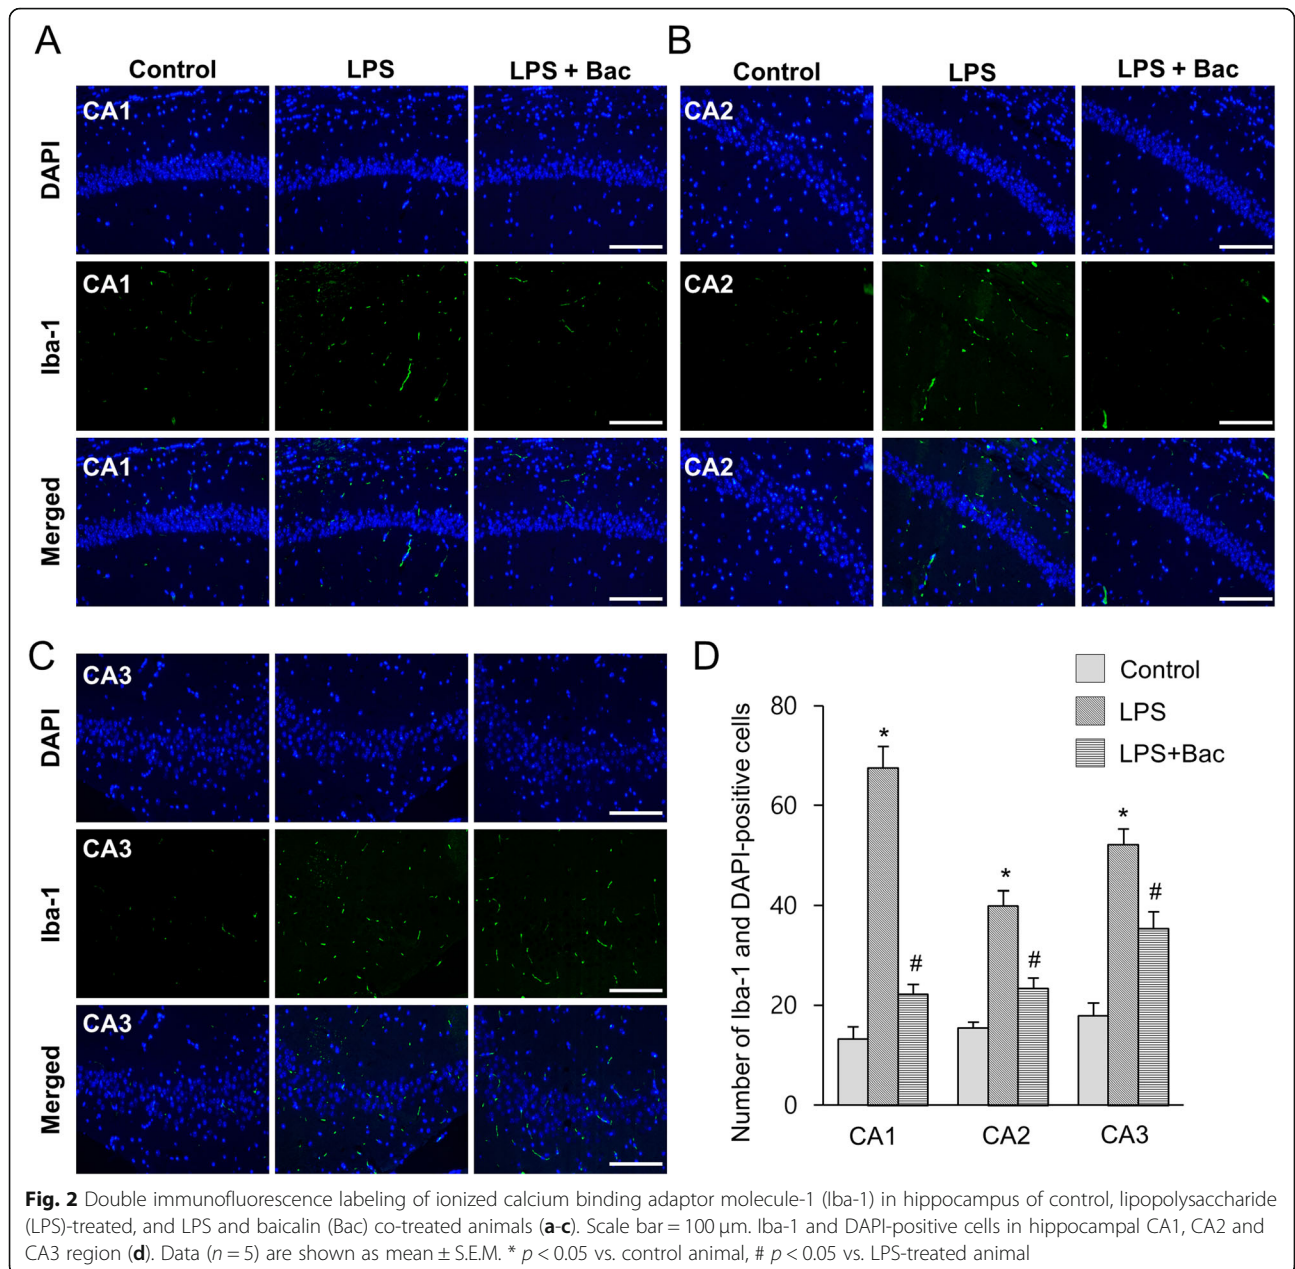 A
Control LPS LPS + Bac
DAPI CA1
Iba-1 CA1
Merged CA1
B
Control LPS LPS + Bac
CA2
CA2
CA2
C
DAPI CA3
Iba-1 CA3
Merged CA3
D
Control
LPS
LPS+Bac
Number of Iba-1 and DAPI-positive cells
80
60
40
20
0
* # * # * #
CA1 CA2 CA3
Fig. 2 Double immunofluorescence labeling of ionized calcium binding adaptor molecule-1 (Iba-1) in hippocampus of control, lipopolysaccharide
(LPS)-treated, and LPS and baicalin (Bac) co-treated animals (a-c). Scale bar = 100 μm. Iba-1 and DAPI-positive cells in hippocampal CA1, CA2 and
CA3 region (d). Data (n = 5) are shown as mean ± S.E.M. * p < 0.05 vs. control animal, # p < 0.05 vs. LPS-treated animal